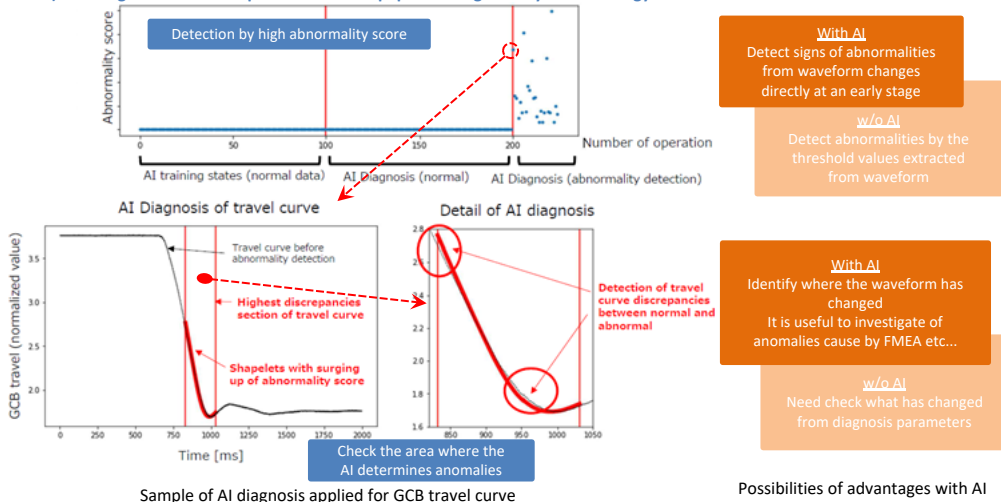 Detection by high abnormality score
Abnormality score
0
50
100
150
200
Number of operation
AI training states (normal data)
AI Diagnosis (normal)
AI Diagnosis (abnormality detection)
With AI
Detect signs of abnormalities
from waveform changes
directly at an early stage
w/o AI
Detect abnormalities by the
threshold values extracted
from waveform
AI Diagnosis of travel curve
GCB travel (normalized value)
3.5
3.0
2.5
2.0
Travel curve before
abnormality detection
Highest discrepancies
section of travel curve
Shapelets with surging
up of abnormality score
0
250
500
750
1000
1250
1500
1750
2000
Time [ms]
Detail of AI diagnosis
2.8
2.6
2.4
2.2
2.0
1.8
1.6
850
900
950
1000
1050
Detection of travel
curve discrepancies
between normal and
abnormal
With AI
Identify where the waveform has
changed
It is useful to investigate of
anomalies cause by FMEA etc...
w/o AI
Need check what has changed
from diagnosis parameters
Check the area where the
AI determines anomalies
Sample of AI diagnosis applied for GCB travel curve
Possibilities of advantages with AI